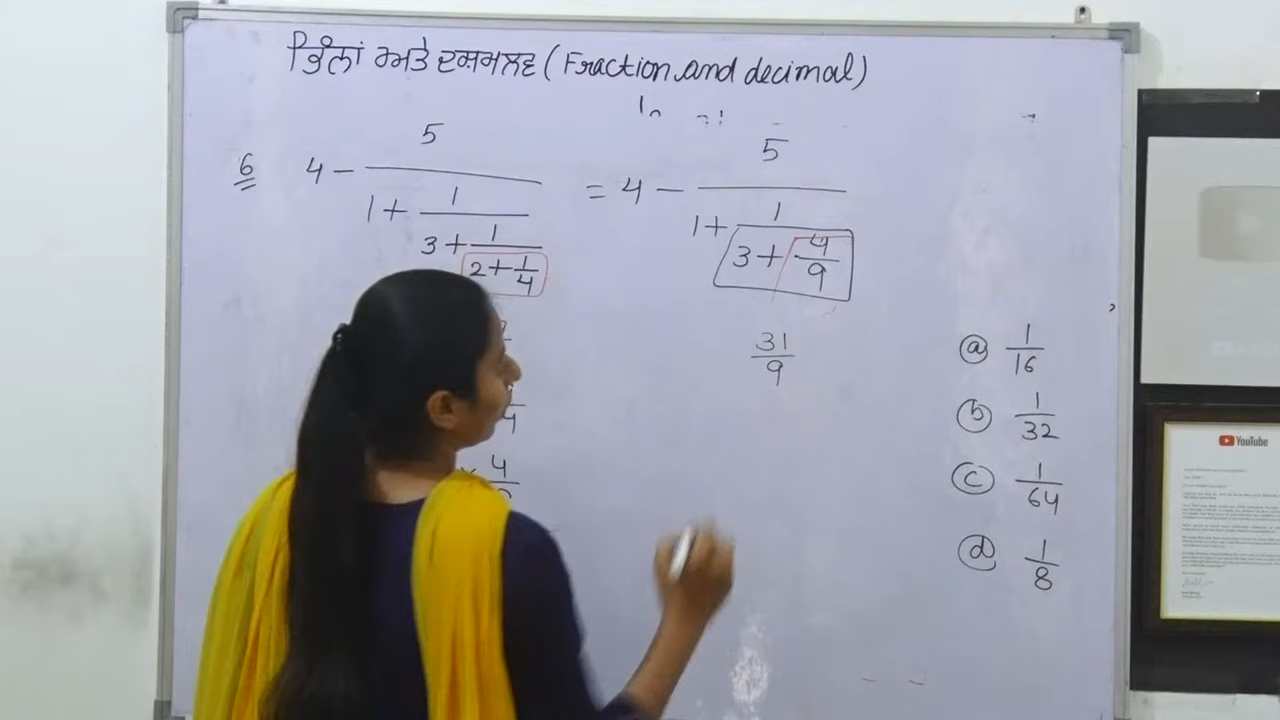 ਭਿੰਨਾਂ ਅਤੇ ਦਸ਼ਮਲਵ (Fraction and decimal)
6 4 - 5/(1 + 1/(3 + 1/(2 + 1/4))) = 4 - 5/(1 + 1/(3 + 4/9))
31/9
4
(a) 1/16
(b) 1/32
(c) 1/64
(d) 1/8
YouTube